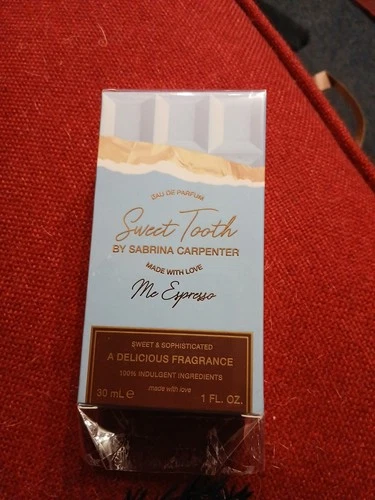 EAU DE PARFUM
Sweet Tooth
BY SABRINA CARPENTER
MADE WITH LOVE
Me Espresso
SWEET & SOPHISTICATED
A DELICIOUS FRAGRANCE
100% INDULGENT INGREDIENTS
made with love
30 mL e 1 FL. OZ.